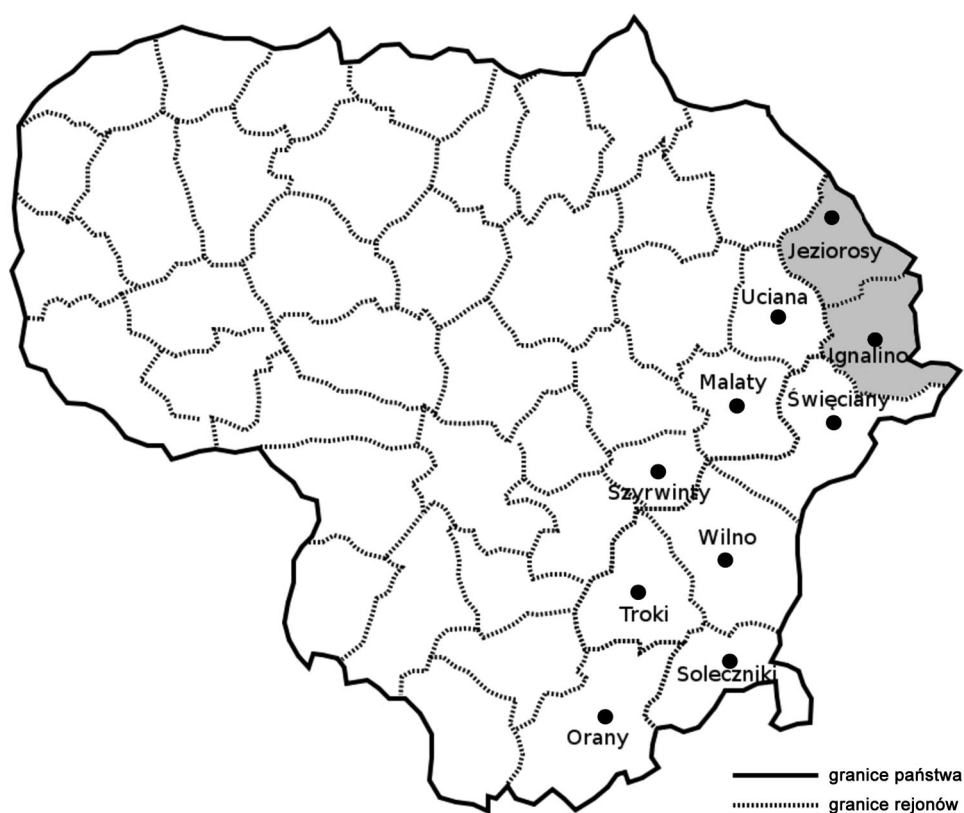 Jeziorosy
Uciana
Ignalino
Malaty
Święciany
Szyrwinty
Wilno
Troki
Soleczniki
Orany
granice państwa
granice rejonów